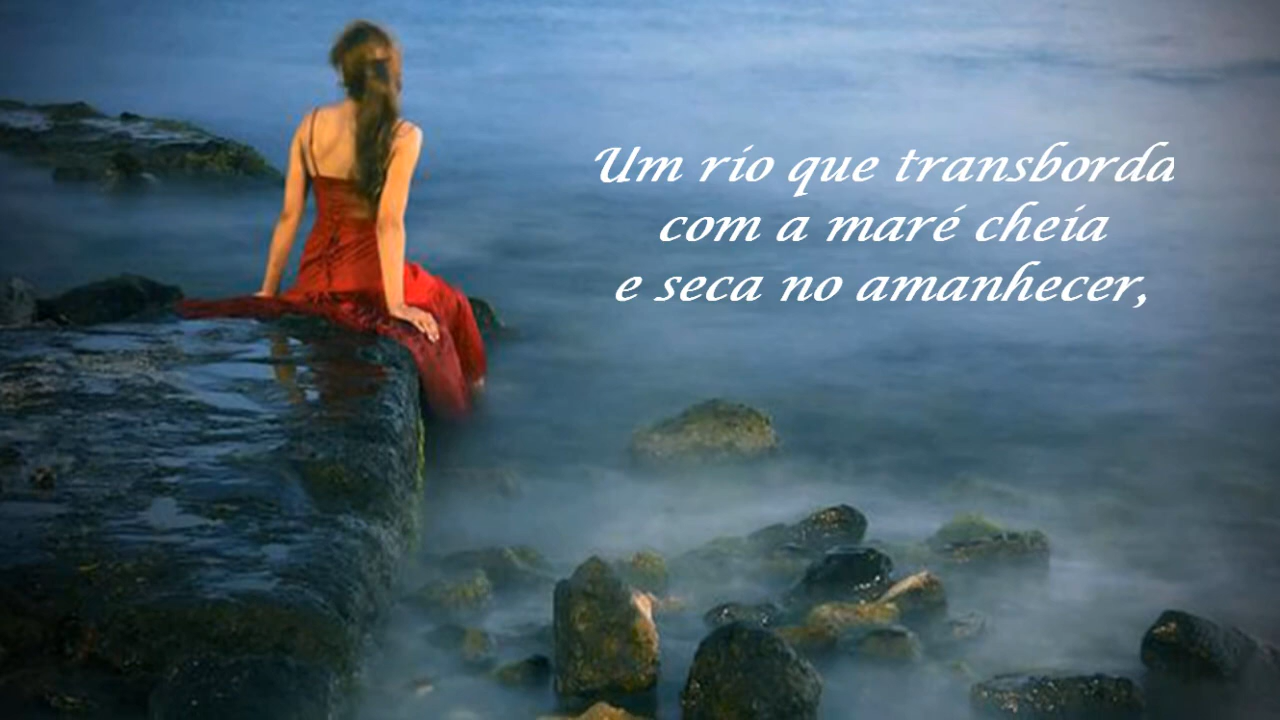 Um rio que transborda
com a maré cheia
e seca no amanhecer,